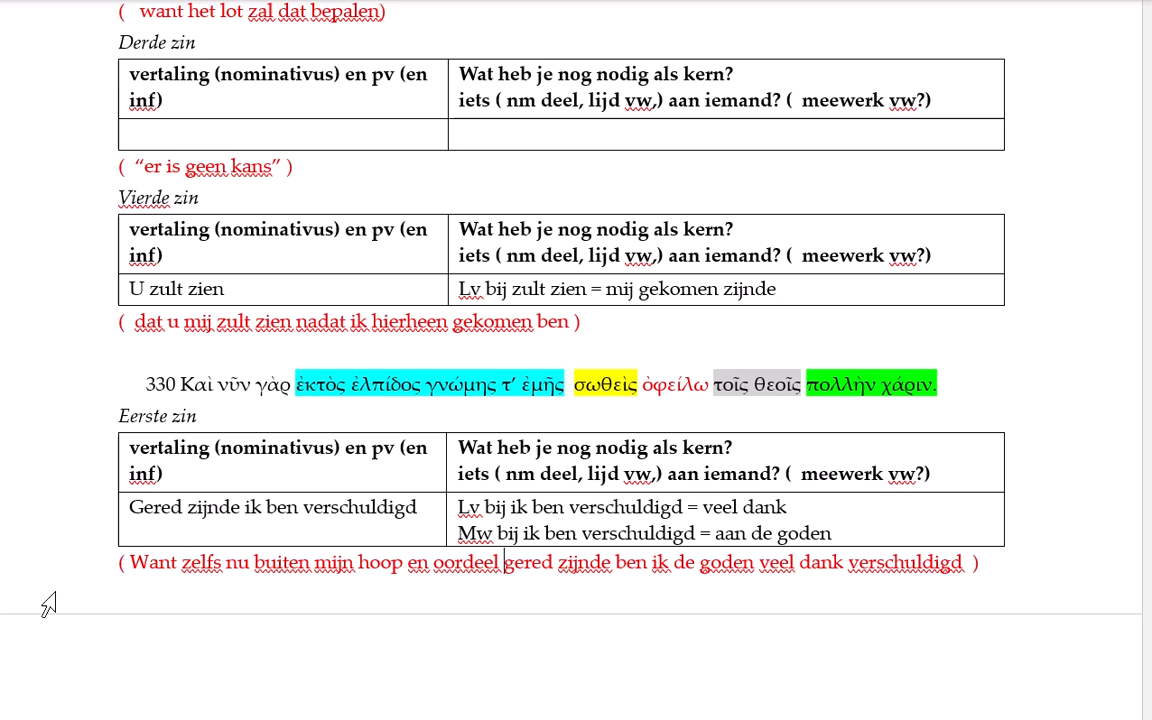 (   want het lot zal dat bepalen)
Derde zin
vertaling (nominativus) en pv (en inf)
Wat heb je nog nodig als kern?
iets ( nm deel, lijd vw,) aan iemand? (  meewerk vw?)
(  “er is geen kans” )
Vierde zin
vertaling (nominativus) en pv (en inf)
Wat heb je nog nodig als kern?
iets ( nm deel, lijd vw,) aan iemand? (  meewerk vw?)
U zult zien
Lv bij zult zien = mij gekomen zijnde
(  dat u mij zult zien nadat ik hierheen gekomen ben )
330 Καὶ νῦν γὰρ ἐκτὸς ἐλπίδος γνώμης τ’ ἐμῆς  σωθεὶς ὀφείλω τοῖς θεοῖς πολλὴν χάριν.
Eerste zin
vertaling (nominativus) en pv (en inf)
Wat heb je nog nodig als kern?
iets ( nm deel, lijd vw,) aan iemand? (  meewerk vw?)
Gered zijnde ik ben verschuldigd
Lv bij ik ben verschuldigd = veel dank
Mw bij ik ben verschuldigd = aan de goden
( Want zelfs nu buiten mijn hoop en oordeel gered zijnde ben ik de goden veel dank verschuldigd  )